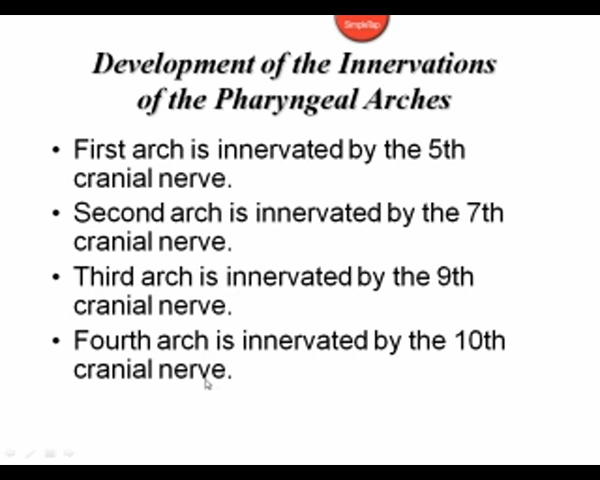 SimpleTap
Development of the Innervations
of the Pharyngeal Arches
• First arch is innervated by the 5th
cranial nerve.
• Second arch is innervated by the 7th
cranial nerve.
• Third arch is innervated by the 9th
cranial nerve.
• Fourth arch is innervated by the 10th
cranial nerve.